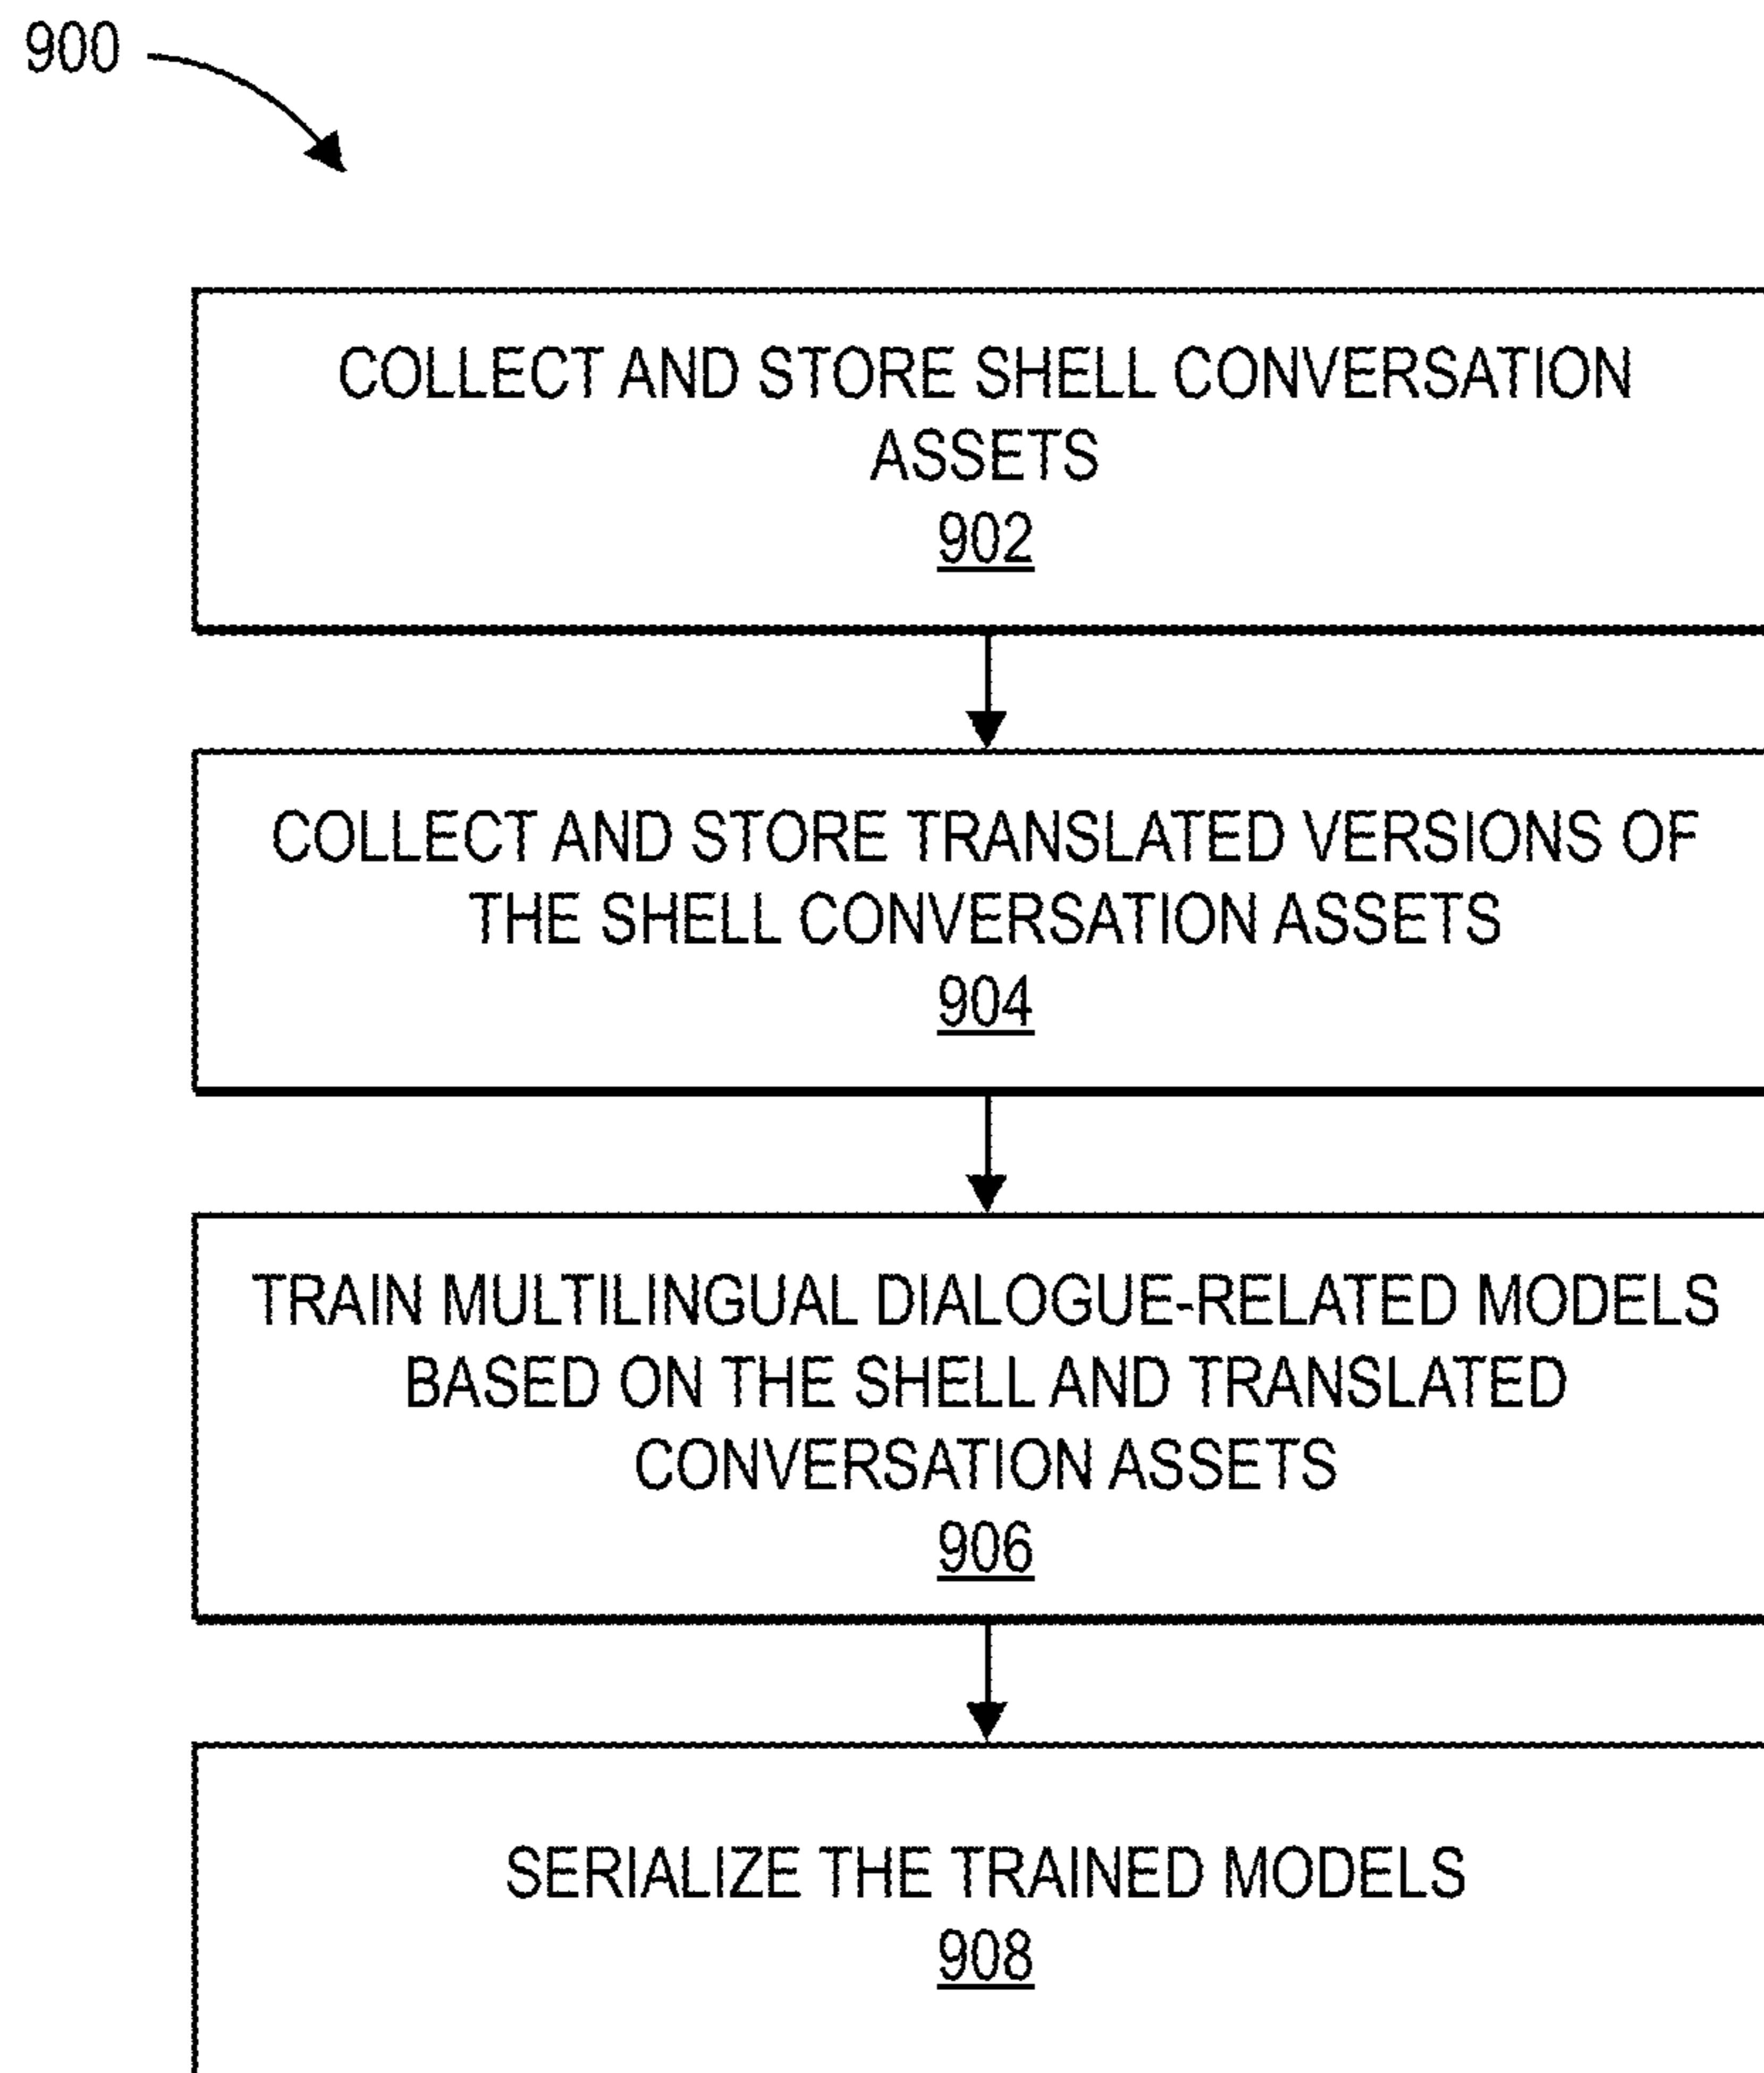 900
COLLECT AND STORE SHELL CONVERSATION
ASSETS
902
COLLECT AND STORE TRANSLATED VERSIONS OF
THE SHELL CONVERSATION ASSETS
904
TRAIN MULTILINGUAL DIALOGUE-RELATED MODELS
BASED ON THE SHELL AND TRANSLATED
CONVERSATION ASSETS
906
SERIALIZE THE TRAINED MODELS
908